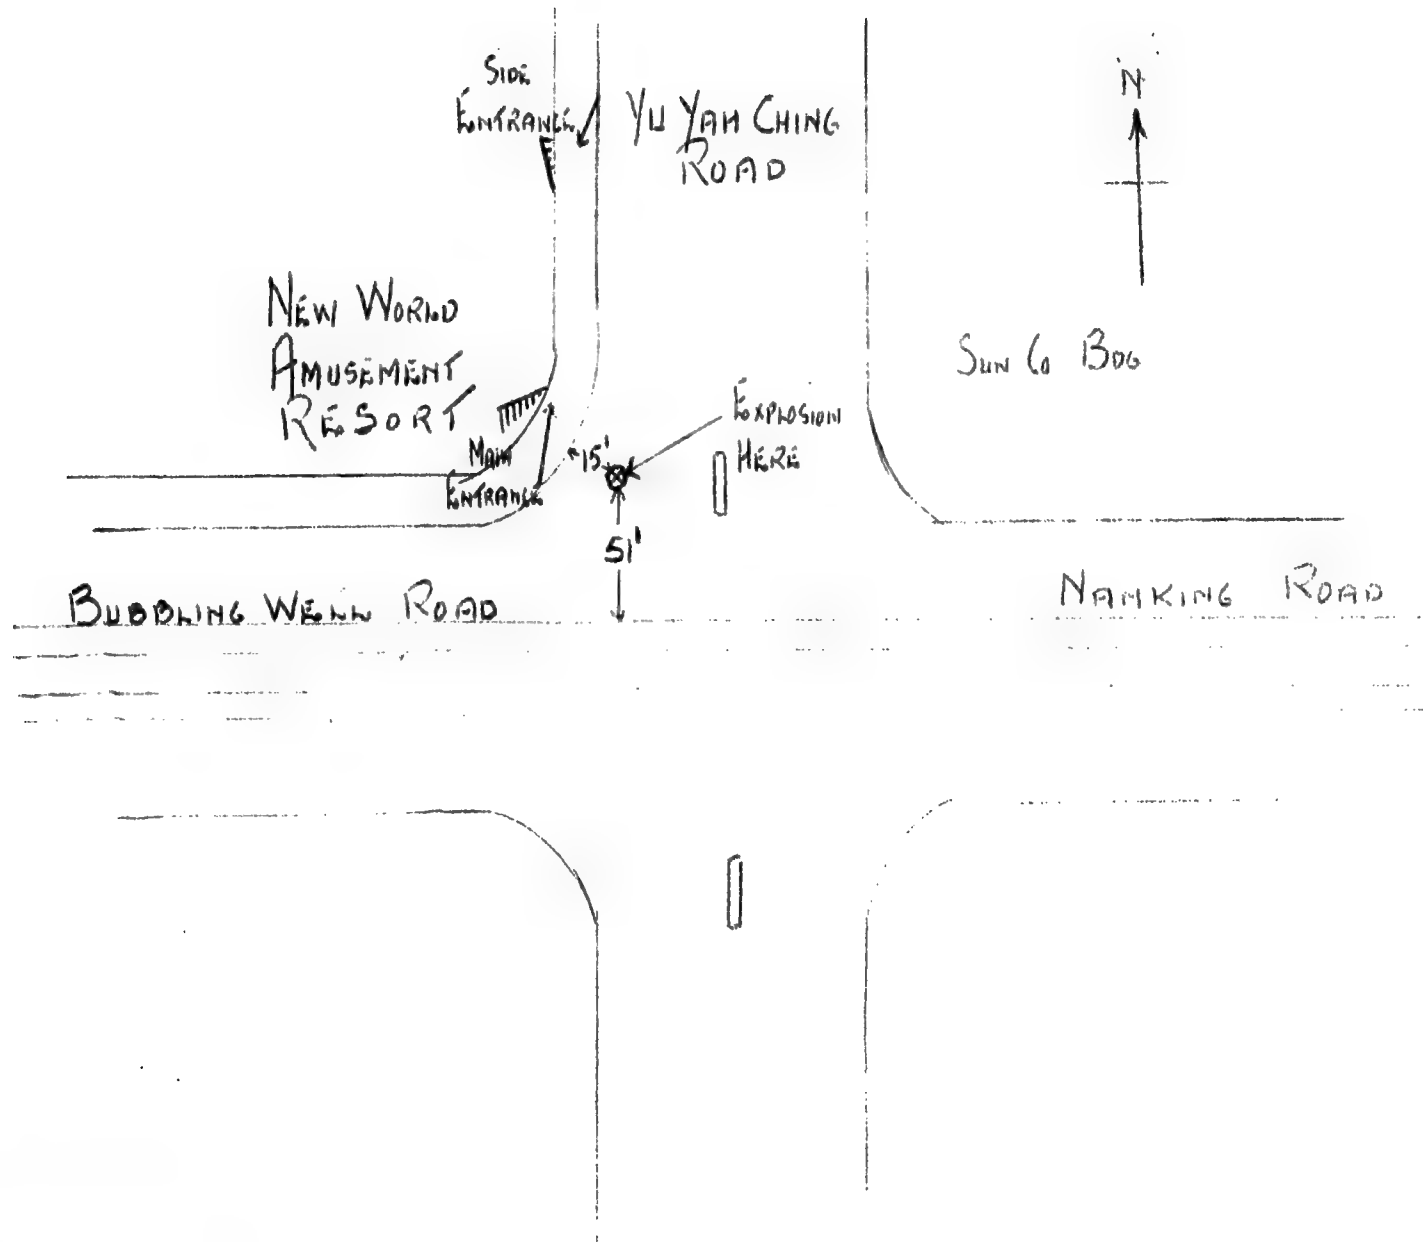 N
SIDE
ENTRANCE
YU YAH CHING
ROAD
NEW WORLD
AMUSEMENT
RESORT
SUN CO BDG
EXPLOSION
HERE
MAIN
ENTRANCE
15'
51'
BUBBLING WELL ROAD
NAMKING ROAD